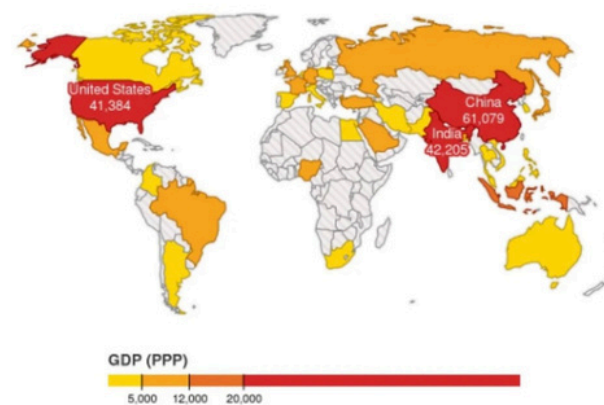 United States
41,384
China
61,079
India
42,205
GDP (PPP)
5,000 12,000 20,000